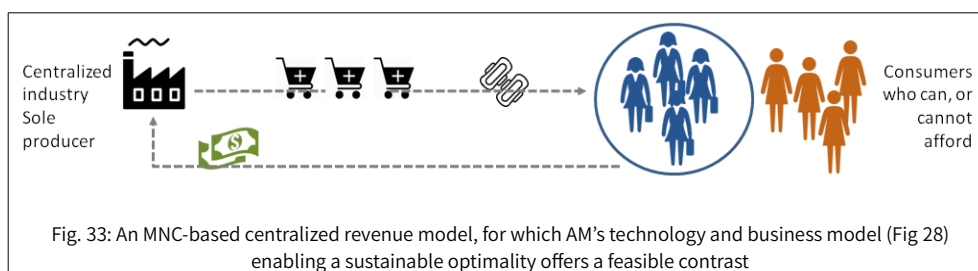 Centralized
industry
Sole
producer
$
Consumers
who can, or
cannot
afford
Fig. 33: An MNC-based centralized revenue model, for which AM’s technology and business model (Fig 28)
enabling a sustainable optimality offers a feasible contrast